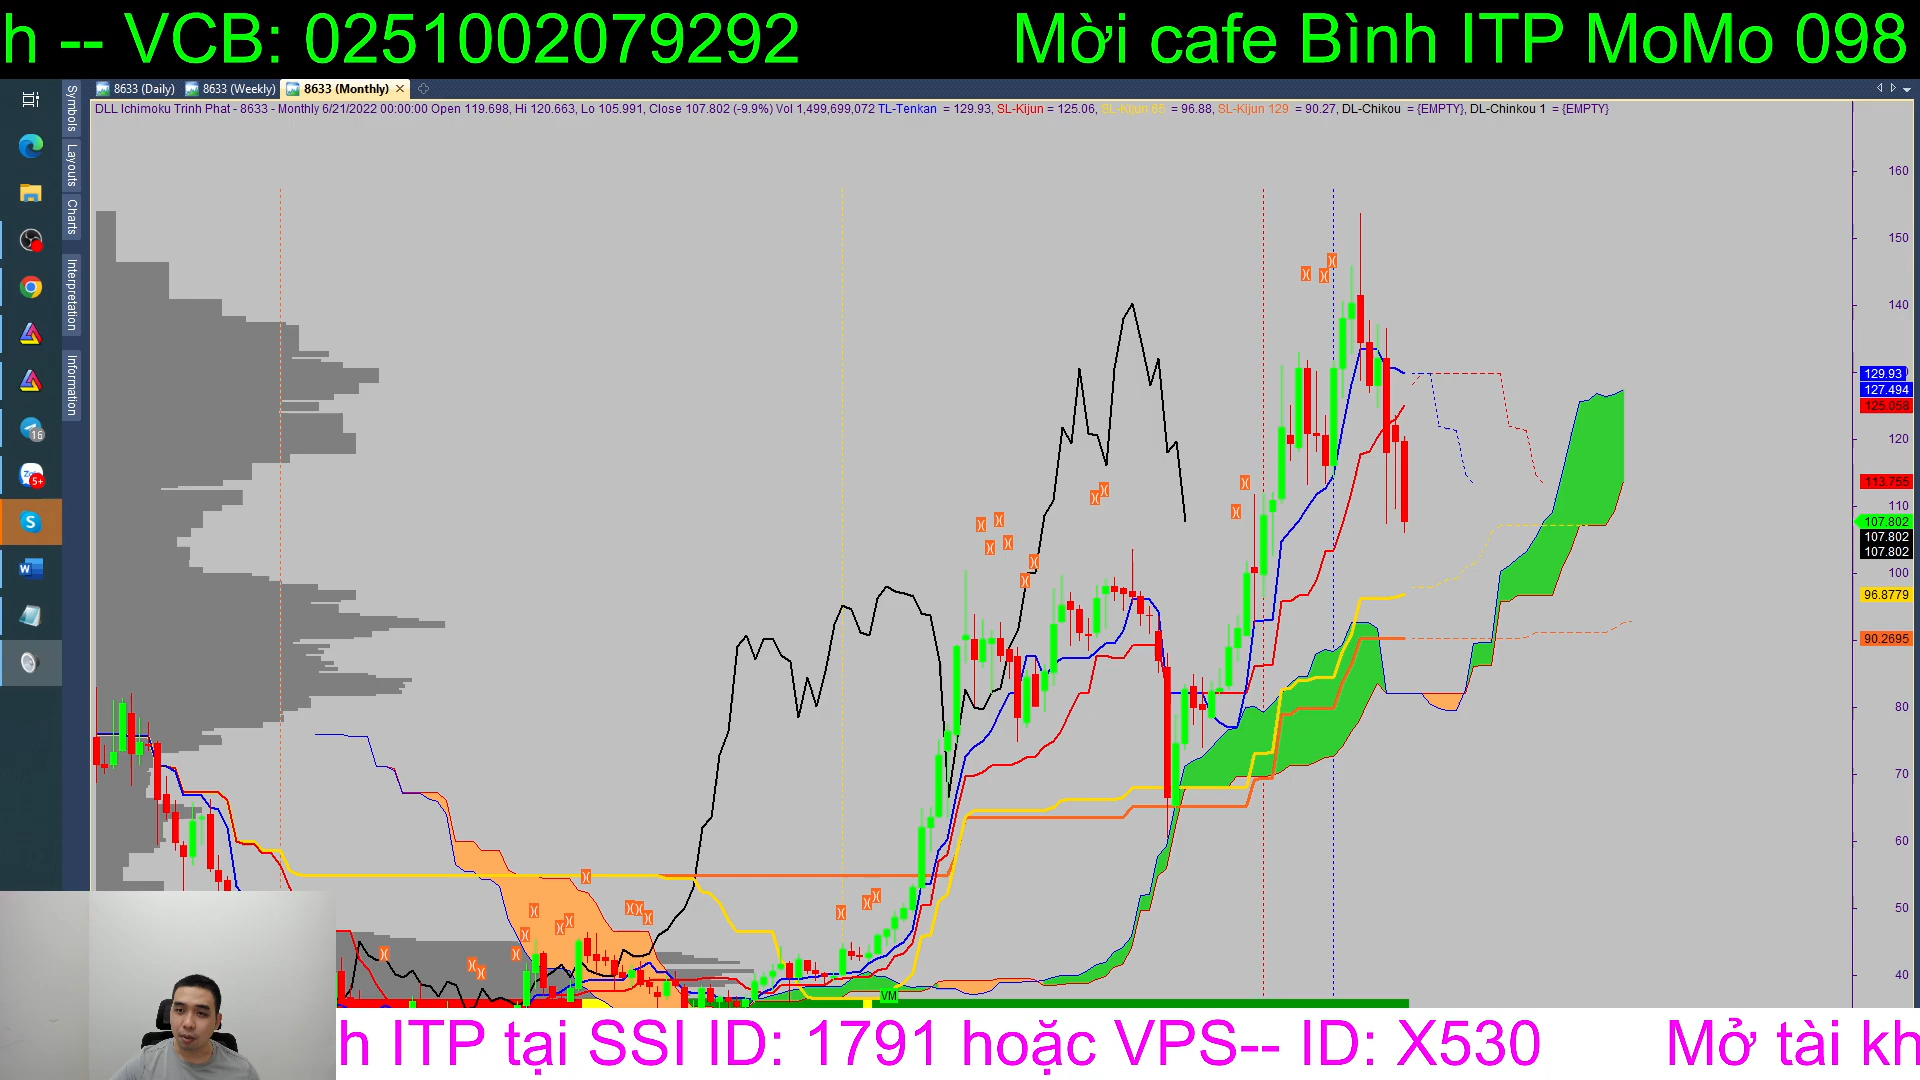 h -- VCB: 0251002079292 Mời cafe Bình ITP MoMo 098
8633 (Daily) 8633 (Weekly) 8633 (Monthly)
DLL Ichimoku Trinh Phat - 8633 - Monthly 6/21/2022 00:00:00 Open 119.698, Hi 120.663, Lo 105.991, Close 107.802 (-9.9%) Vol 1,499,699,072 TL-Tenkan = 129.93, SL-Kijun = 125.06, SL-Kijun 65 = 96.88, SL-Kijun 129 = 90.27, DL-Chikou = {EMPTY}, DL-Chinkou 1 = {EMPTY}
Symbols
Layouts
Charts
Interpretation
Information
16
5+
160
150
140
129.93
127.494
125.058
120
113.755
110
107.802
107.802
107.802
100
96.8779
90.2695
80
70
60
50
40
VM
h ITP tại SSI ID: 1791 hoặc VPS-- ID: X530 Mở tài kh